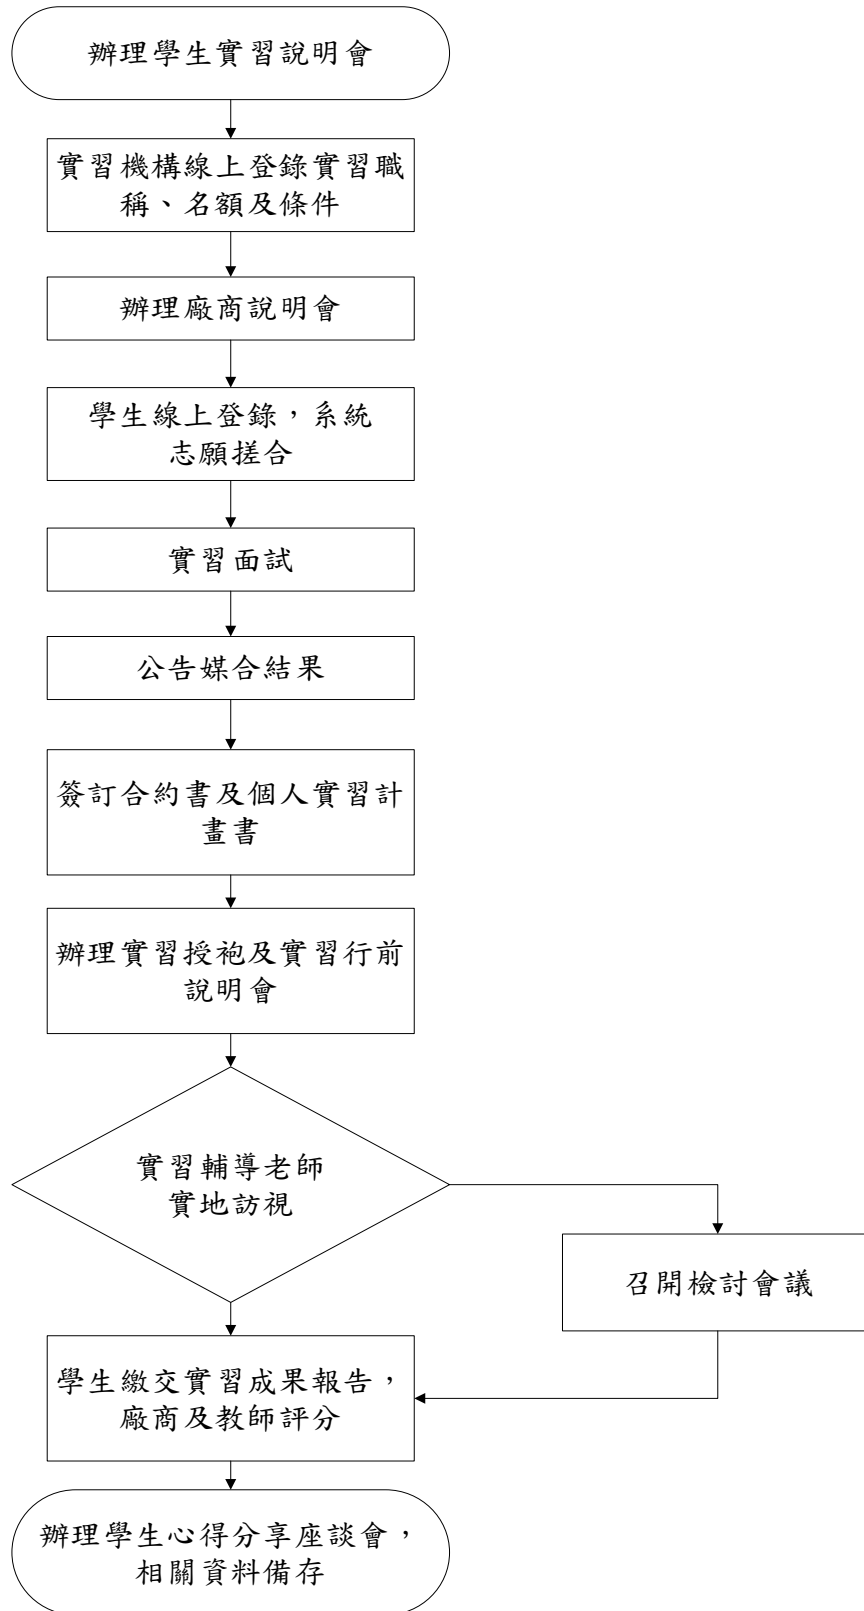 辦理學生實習說明會
實習機構線上登錄實習職
稱、名額及條件
辦理廠商說明會
學生線上登錄，系統
志願搓合
實習面試
公告媒合結果
簽訂合約書及個人實習計
畫書
辦理實習授袍及實習行前
說明會
實習輔導老師
實地訪視
召開檢討會議
學生繳交實習成果報告，
廠商及教師評分
辦理學生心得分享座談會，
相關資料備存